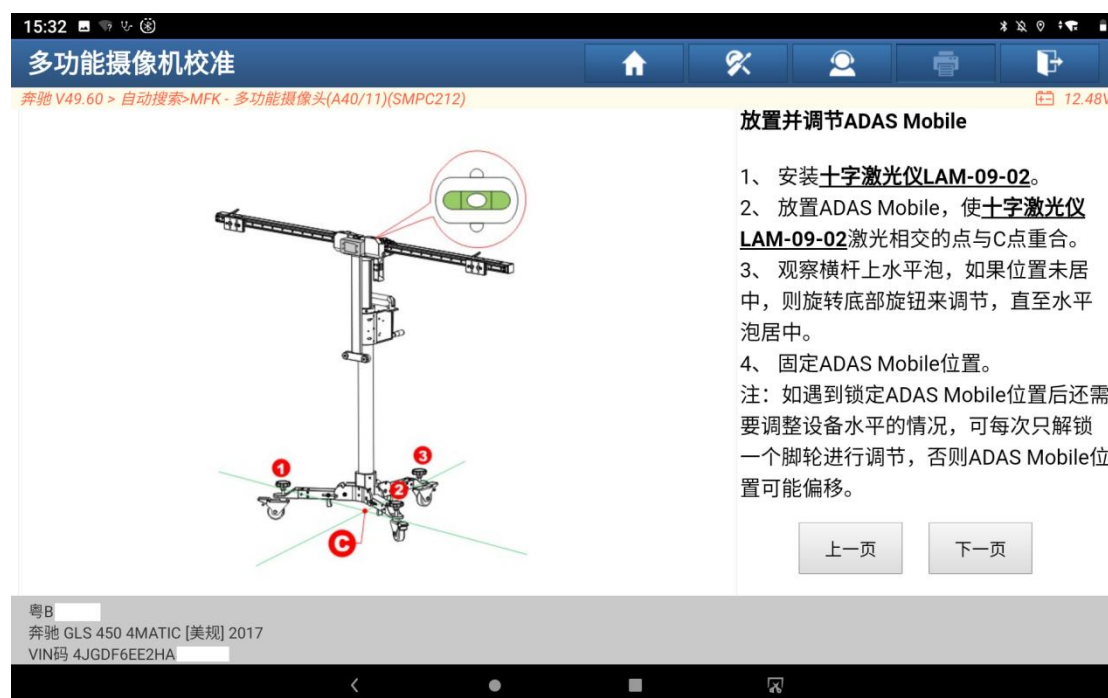 15:32
多功能摄像机校准
奔驰 V49.60 > 自动搜索>MFK - 多功能摄像头(A40/11)(SMPC212)
12.48V
放置并调节ADAS Mobile
1、 安装十字激光仪LAM-09-02。
2、 放置ADAS Mobile，使十字激光仪
LAM-09-02激光相交的点与C点重合。
3、 观察横杆上水平泡，如果位置未居
中，则旋转底部旋钮来调节，直至水平
泡居中。
4、 固定ADAS Mobile位置。
注：如遇到锁定ADAS Mobile位置后还需
要调整设备水平的情况，可每次只解锁
一个脚轮进行调节，否则ADAS Mobile位
置可能偏移。
1
3
2
C
上一页
下一页
粤B
奔驰 GLS 450 4MATIC [美规] 2017
VIN码 4JGDF6EE2HA